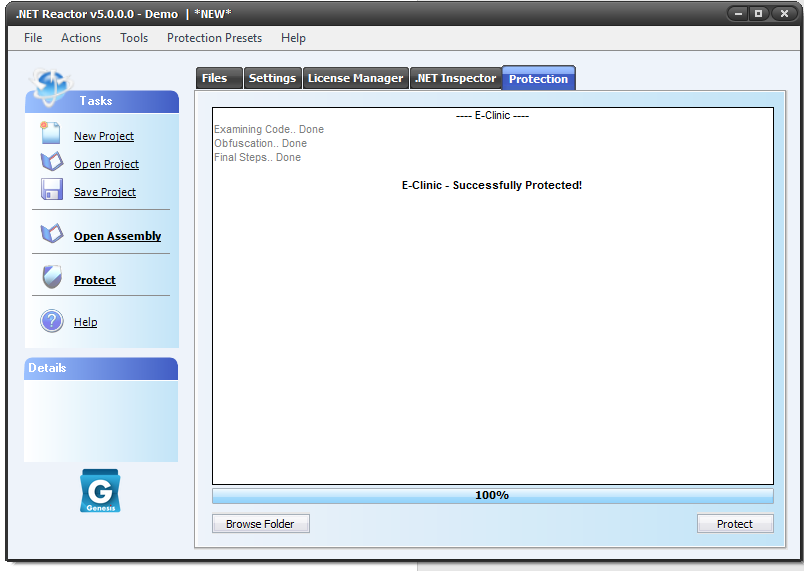 .NET Reactor v5.0.0.0 - Demo | *NEW*
File Actions Tools Protection Presets Help
Files Settings License Manager .NET Inspector Protection
Tasks
New Project
Open Project
Save Project
Open Assembly
Protect
Help
Details
G
Genesis
---- E-Clinic ----
Examining Code.. Done
Obfuscation.. Done
Final Steps.. Done
E-Clinic - Successfully Protected!
100%
Browse Folder Protect